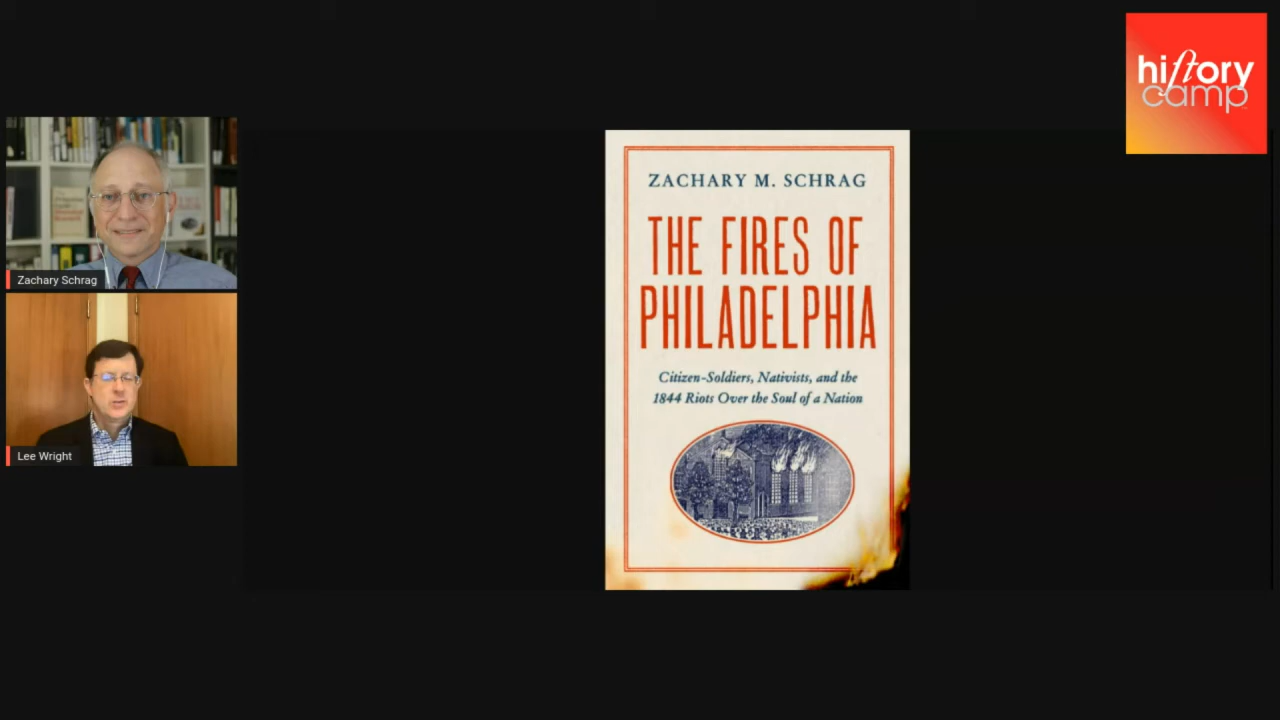 hiſtory
camp
Zachary Schrag
Lee Wright
ZACHARY M. SCHRAG
THE FIRES OF
PHILADELPHIA
Citizen-Soldiers, Nativists, and the
1844 Riots Over the Soul of a Nation